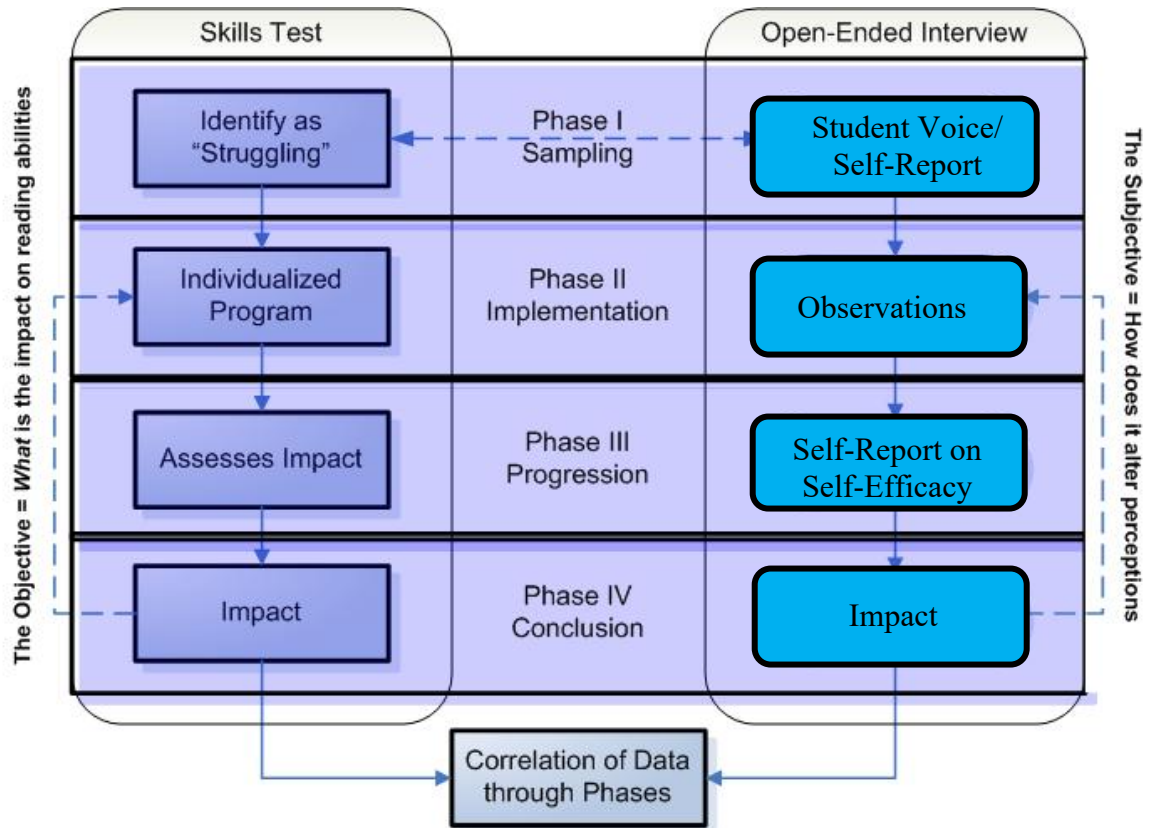 Skills Test
Open-Ended Interview
The Objective = What is the impact on reading abilities
Identify as
“Struggling”
Phase I
Sampling
Student Voice/
Self-Report
Individualized
Program
Phase II
Implementation
Observations
Assesses Impact
Phase III
Progression
Self-Report on
Self-Efficacy
Impact
Phase IV
Conclusion
Impact
The Subjective = How does it alter perceptions
Correlation of Data
through Phases